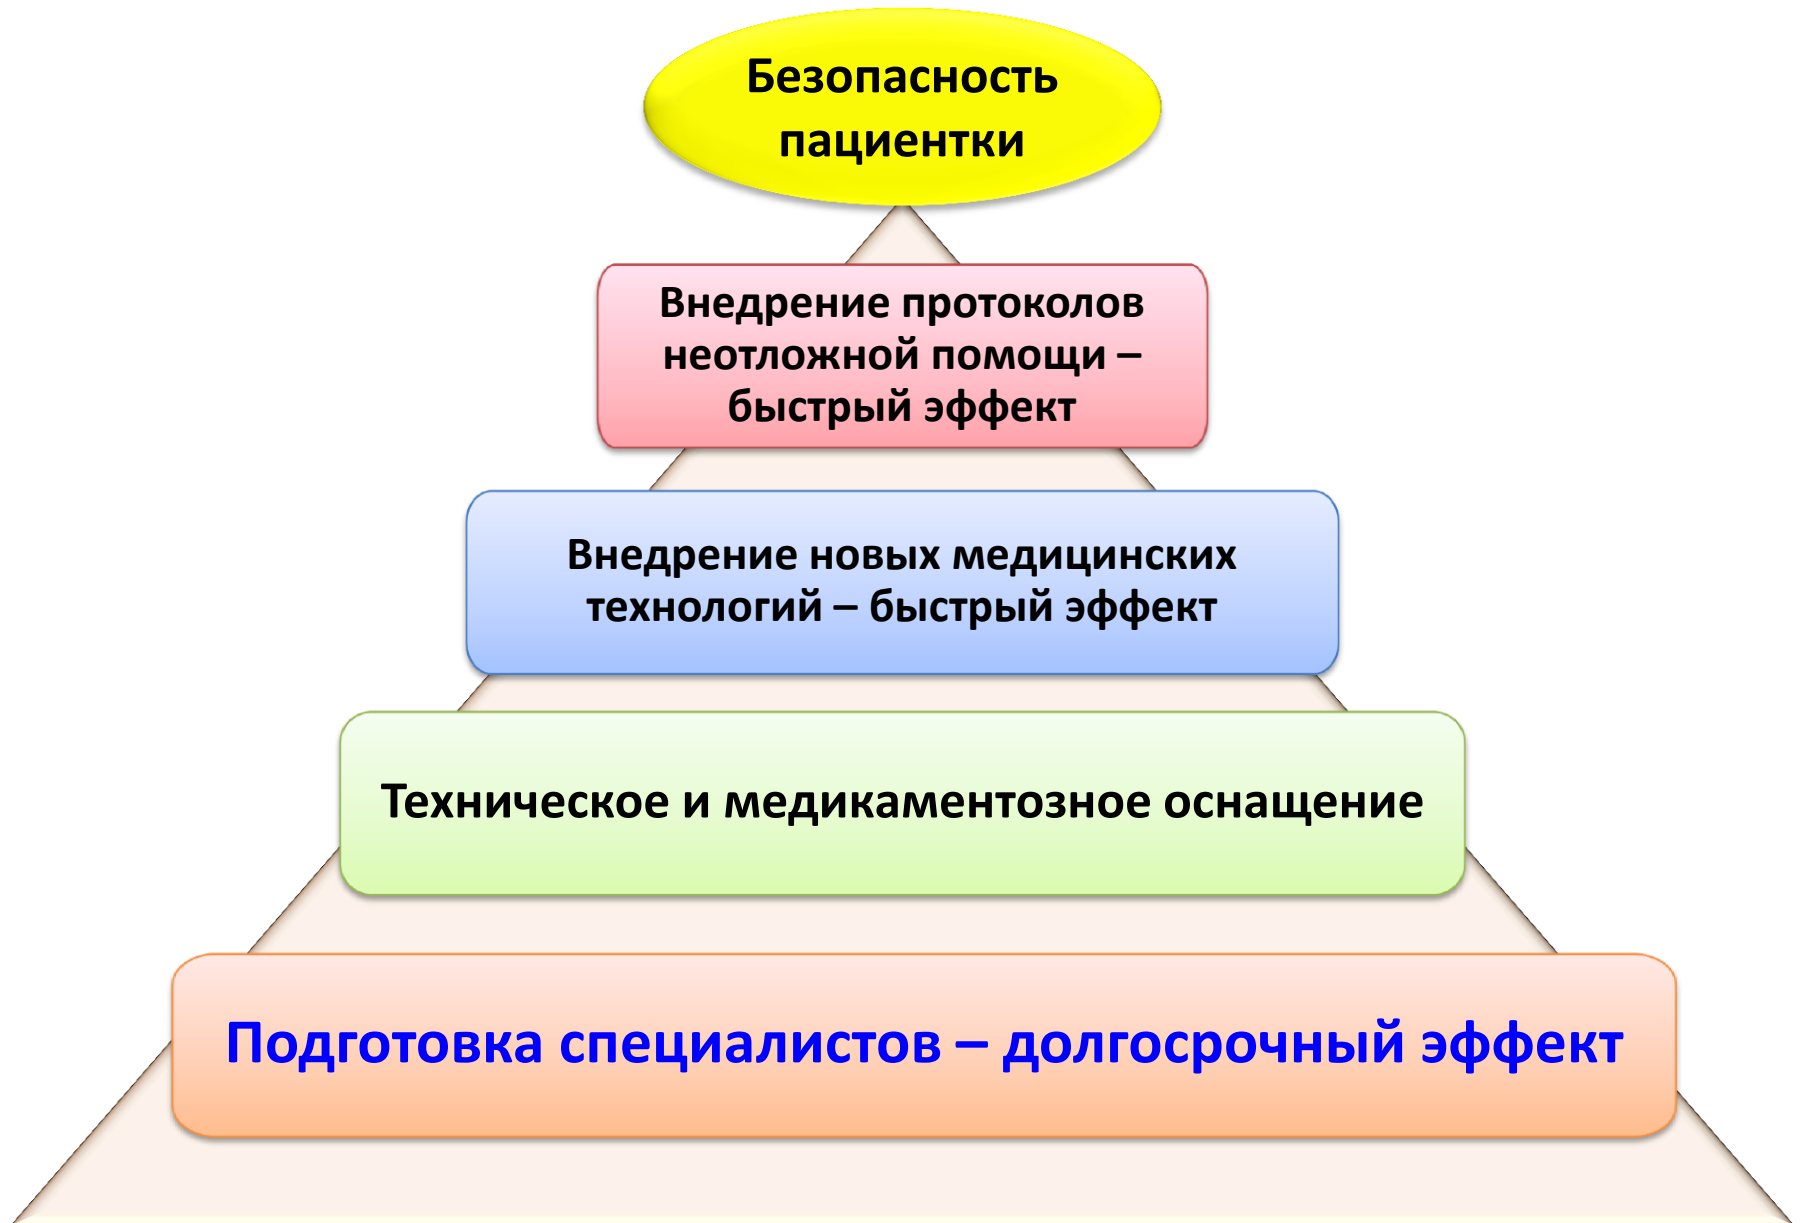 Безопасность
пациентки
Внедрение протоколов
неотложной помощи –
быстрый эффект
Внедрение новых медицинских
технологий – быстрый эффект
Техническое и медикаментозное оснащение
Подготовка специалистов – долгосрочный эффект